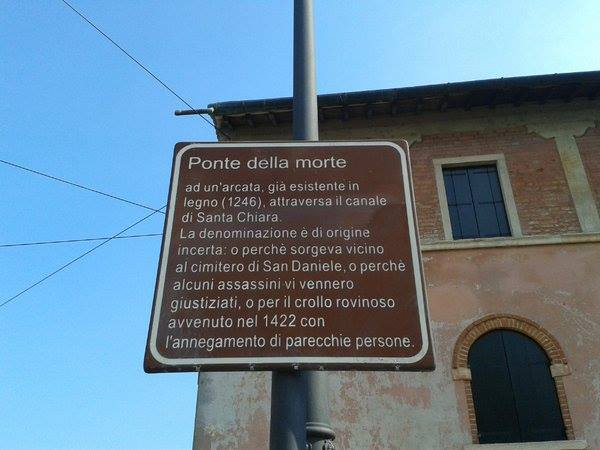 Ponte della morte
ad un'arcata, già esistente in
legno (1246), attraversa il canale
di Santa Chiara.
La denominazione è di origine
incerta: o perchè sorgeva vicino
al cimitero di San Daniele, o perchè
alcuni assassini vi vennero
giustiziati, o per il crollo rovinoso
avvenuto nel 1422 con
l'annegamento di parecchie persone.